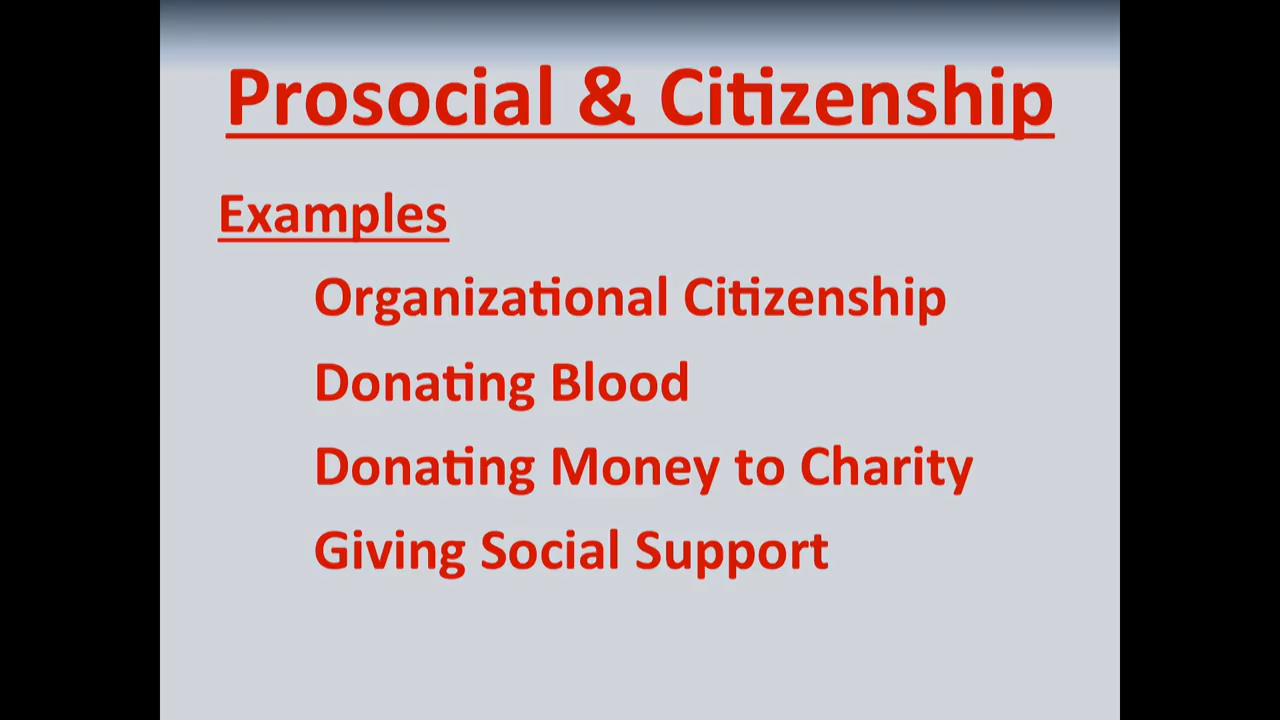 Prosocial & Citizenship
Examples
Organizational Citizenship
Donating Blood
Donating Money to Charity
Giving Social Support